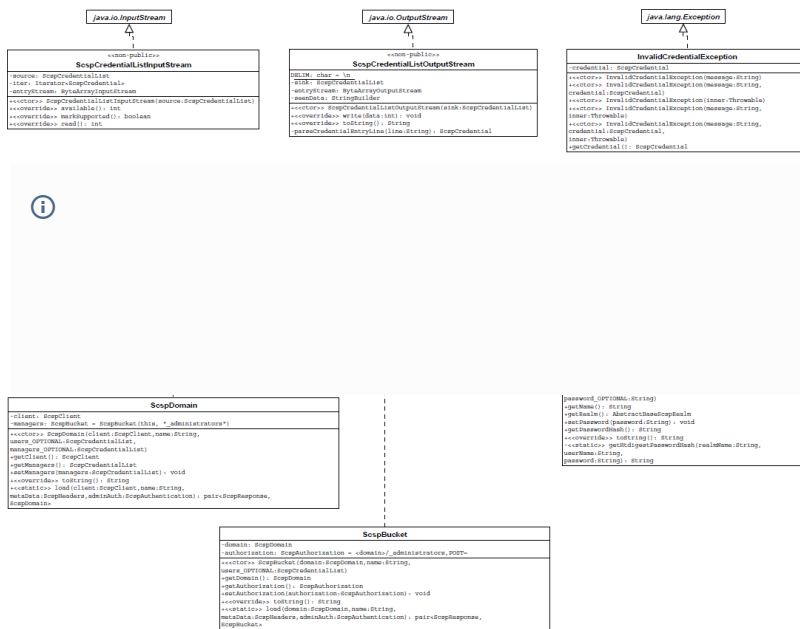 java.io.InputStream
<<non-public>>
ScspCredentialListInputStream
-source: ScspCredentialList
-iter: Iterator<ScspCredential>
-entryStream: ByteArrayInputStream
+<<ctor>> ScspCredentialListInputStream(source:ScspCredentialList)
+<<override>> available(): int
+<<override>> markSupported(): boolean
+<<override>> read(): int
java.io.OutputStream
<<non-public>>
ScspCredentialListOutputStream
DELIM: char = \n
-sink: ScspCredentialList
-entryStream: ByteArrayOutputStream
-seenData: StringBuilder
+<<ctor>> ScspCredentialListOutputStream(sink:ScspCredentialList)
+<<override>> write(data:int): void
+<<override>> toString(): String
-parseCredentialEntryLine(line:String): ScspCredential
java.lang.Exception
InvalidCredentialException
-credential: ScspCredential
+<<ctor>> InvalidCredentialException(message:String)
+<<ctor>> InvalidCredentialException(message:String,
credential:ScspCredential)
+<<ctor>> InvalidCredentialException(inner:Throwable)
+<<ctor>> InvalidCredentialException(message:String,
inner:Throwable)
+<<ctor>> InvalidCredentialException(message:String,
credential:ScspCredential,
inner:Throwable)
+getCredential(): ScspCredential
ScspDomain
-client: ScspClient
-managers: ScspBucket = ScspBucket(this, "_administrators")
+<<ctor>> ScspDomain(client:ScspClient,name:String,
users_OPTIONAL:ScspCredentialList,
managers_OPTIONAL:ScspCredentialList)
+getClient(): ScspClient
+getManagers(): ScspCredentialList
+setManagers(managers:ScspCredentialList): void
+<<override>> toString(): String
+<<static>> load(client:ScspClient,name:String,
metaData:ScspHeaders,adminAuth:ScspAuthentication): pair<ScspResponse,
ScspDomain>
password_OPTIONAL:String)
+getName(): String
+getRealm(): AbstractBaseScspRealm
+setPassword(password:String): void
+getPasswordHash(): String
+<<override>> toString(): String
-<<static>> getHtdigestPasswordHash(realmName:String,
userName:String,
password:String): String
ScspBucket
-domain: ScspDomain
-authorization: ScspAuthorization = <domain>/_administrators,POST=
+<<ctor>> ScspBucket(domain:ScspDomain,name:String,
users_OPTIONAL:ScspCredentialList)
+getDomain(): ScspDomain
+getAuthorization(): ScspAuthorization
+setAuthorization(authorization:ScspAuthorization): void
+<<override>> toString(): String
+<<static>> load(domain:ScspDomain,name:String,
metaData:ScspHeaders,adminAuth:ScspAuthentication): pair<ScspResponse,
ScspBucket>